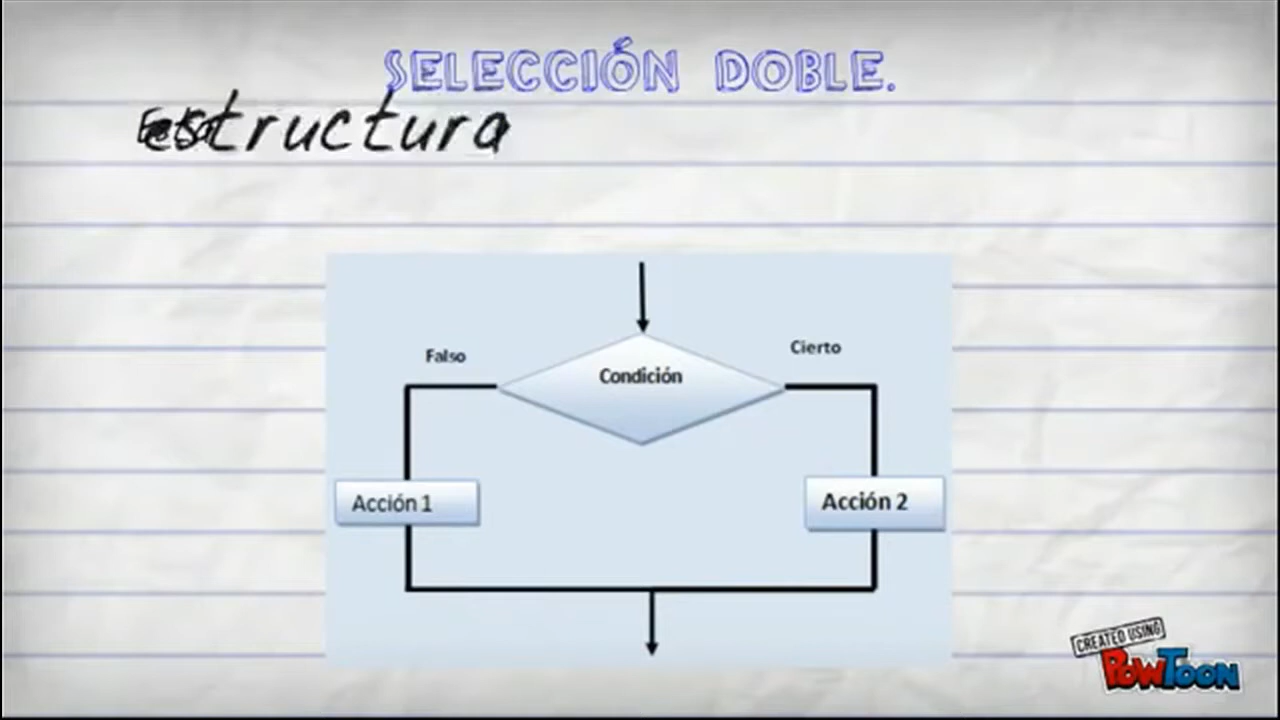 SELECCIÓN DOBLE.
estructura
Cierto
Falso
Condición
Acción 1
Acción 2
CREATED USING
POWTOON